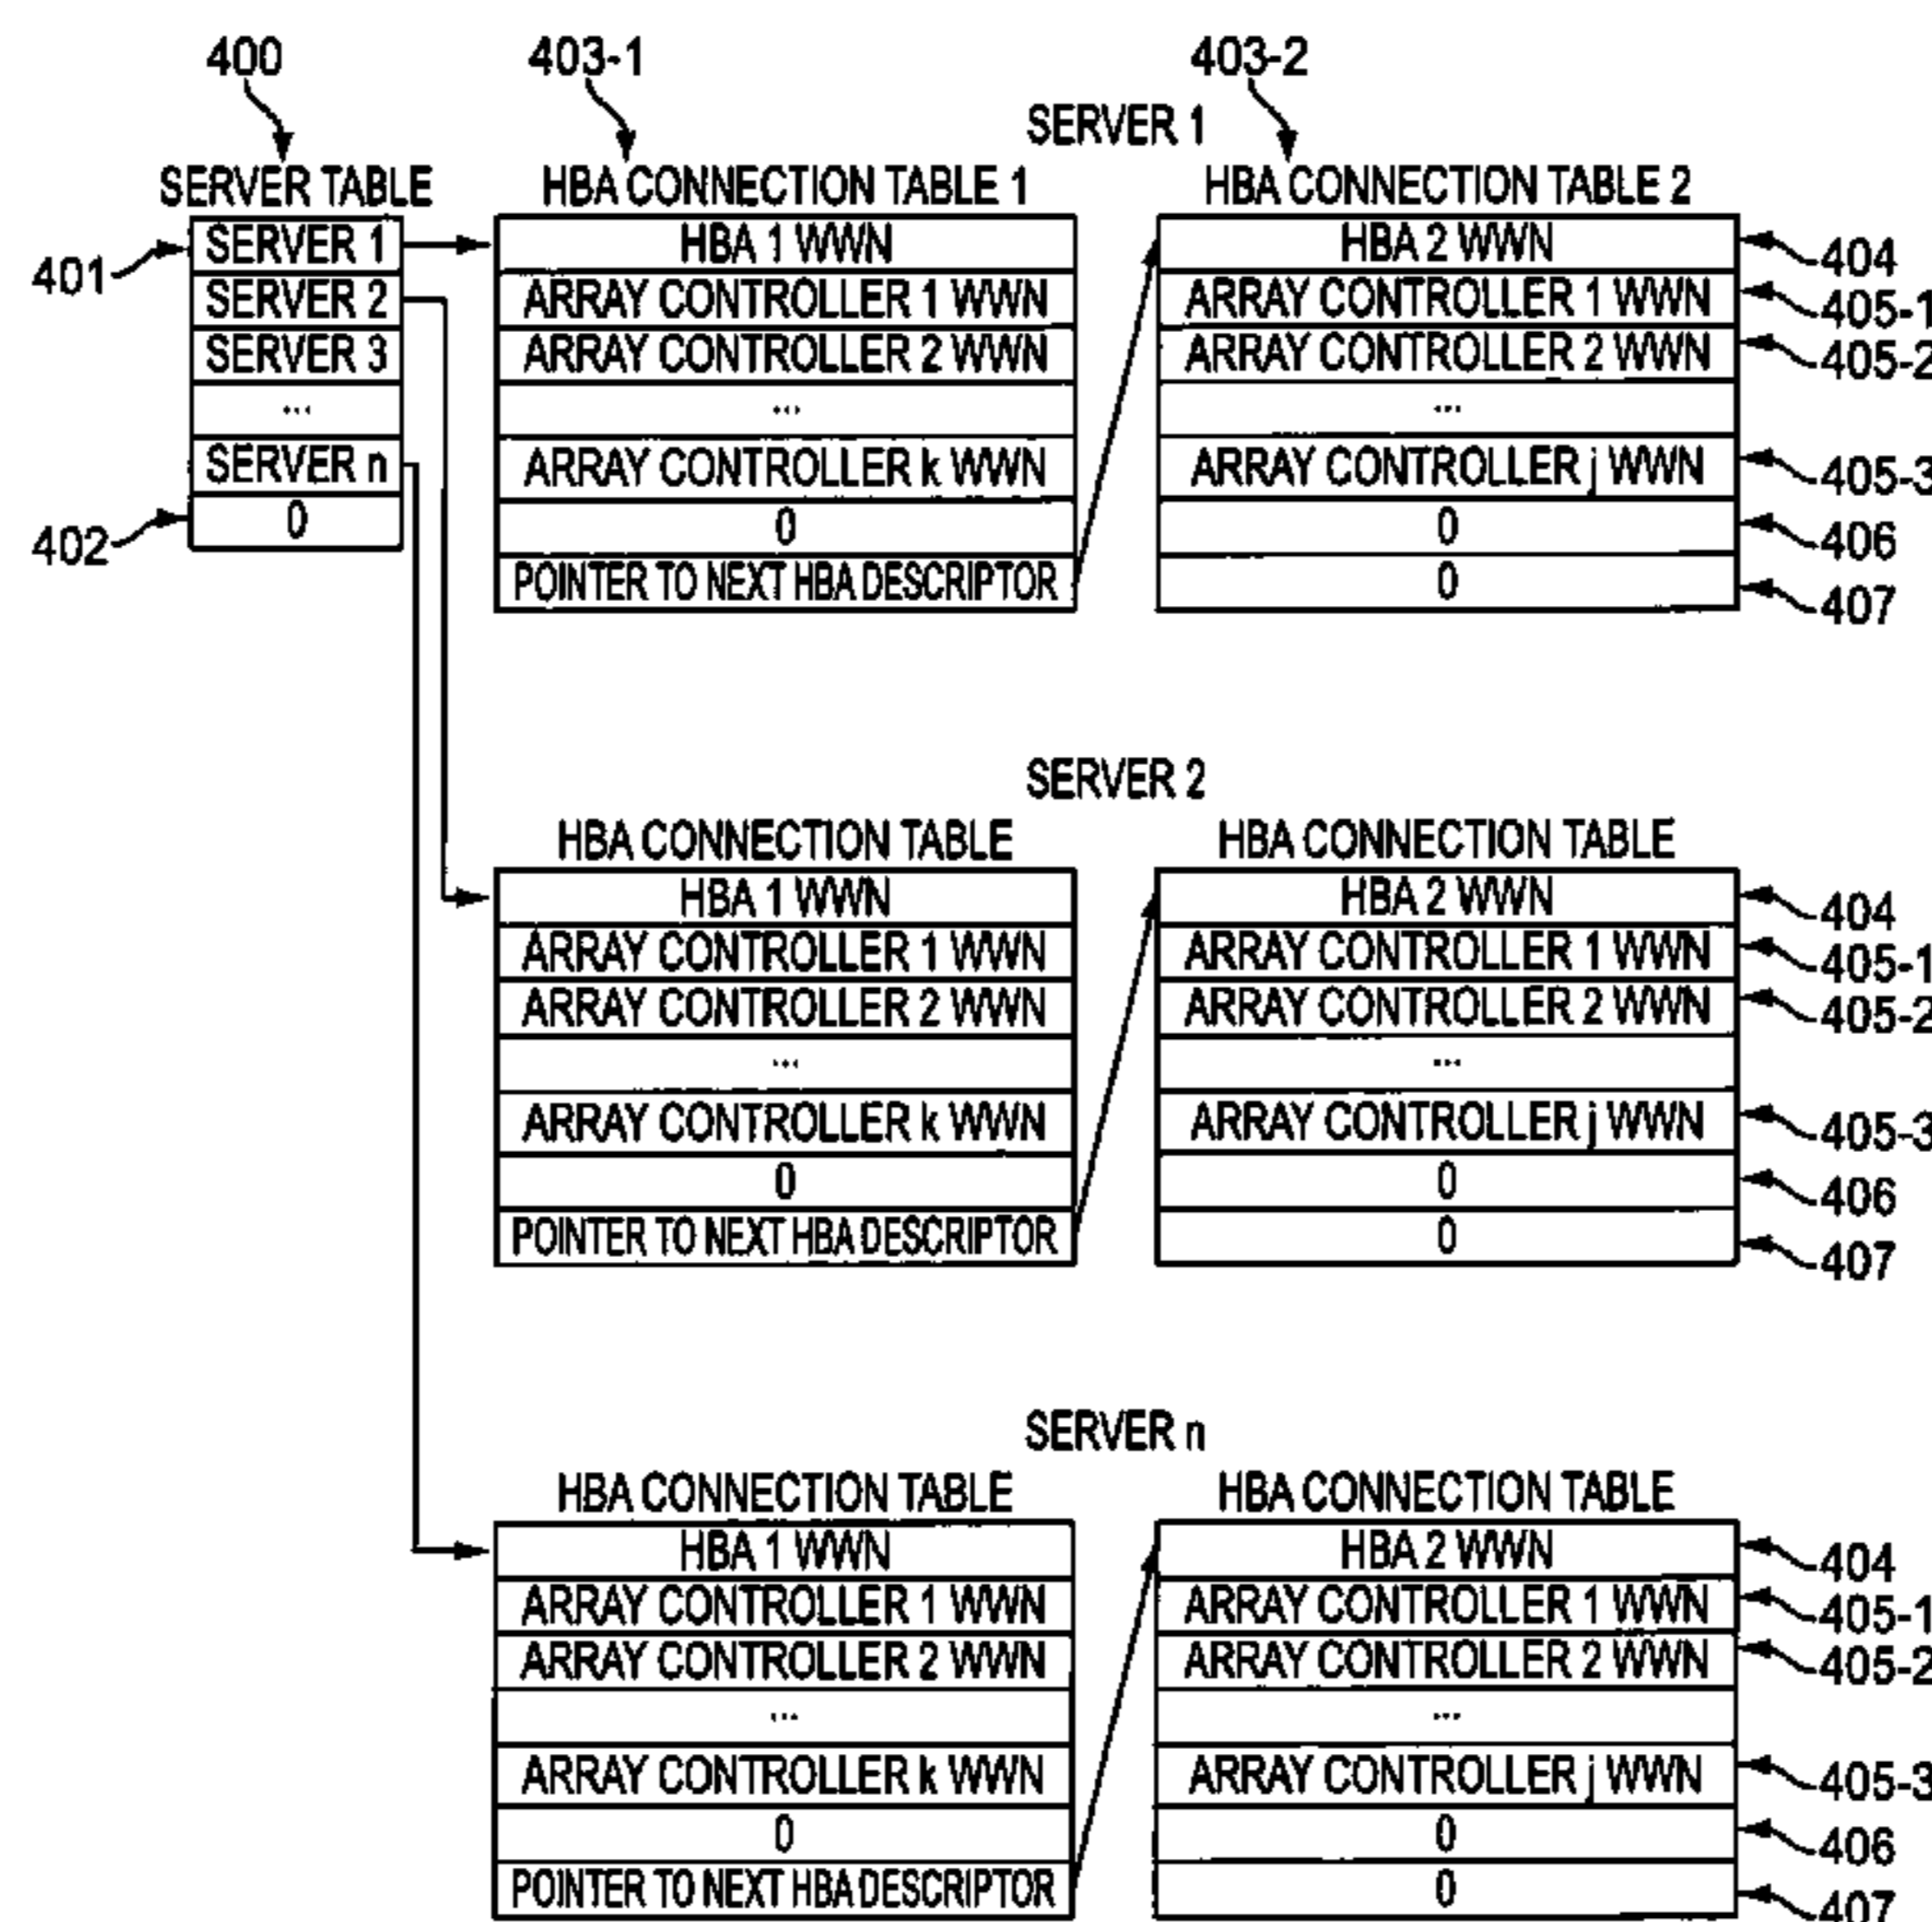 400 403-1 403-2
SERVER 1
SERVER TABLE HBA CONNECTION TABLE 1 HBA CONNECTION TABLE 2
SERVER 1 HBA 1 WWN HBA 2 WWN 404
401 SERVER 2 ARRAY CONTROLLER 1 WWN ARRAY CONTROLLER 1 WWN 405-1
SERVER 3 ARRAY CONTROLLER 2 WWN ARRAY CONTROLLER 2 WWN 405-2
... ... ...
SERVER n ARRAY CONTROLLER k WWN ARRAY CONTROLLER j WWN 405-3
402 0 0 0 406
POINTER TO NEXT HBA DESCRIPTOR 0 407
SERVER 2
HBA CONNECTION TABLE HBA CONNECTION TABLE
HBA 1 WWN HBA 2 WWN 404
ARRAY CONTROLLER 1 WWN ARRAY CONTROLLER 1 WWN 405-1
ARRAY CONTROLLER 2 WWN ARRAY CONTROLLER 2 WWN 405-2
... ...
ARRAY CONTROLLER k WWN ARRAY CONTROLLER j WWN 405-3
0 0 406
POINTER TO NEXT HBA DESCRIPTOR 0 407
SERVER n
HBA CONNECTION TABLE HBA CONNECTION TABLE
HBA 1 WWN HBA 2 WWN 404
ARRAY CONTROLLER 1 WWN ARRAY CONTROLLER 1 WWN 405-1
ARRAY CONTROLLER 2 WWN ARRAY CONTROLLER 2 WWN 405-2
... ...
ARRAY CONTROLLER k WWN ARRAY CONTROLLER j WWN 405-3
0 0 406
POINTER TO NEXT HBA DESCRIPTOR 0 407